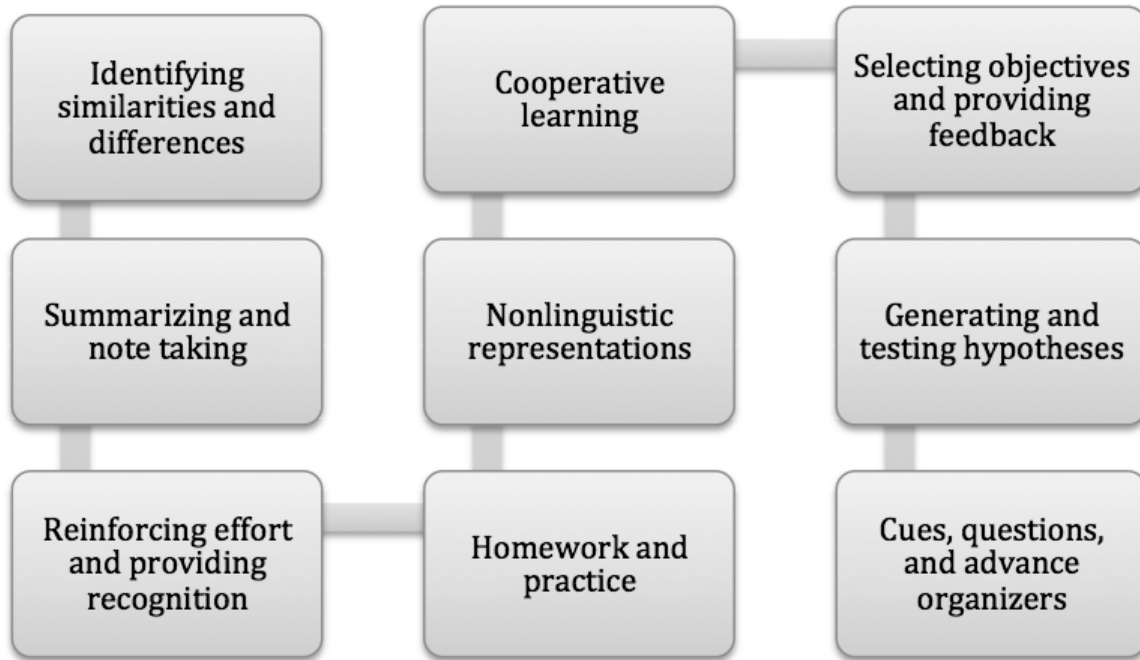 Identifying
similarities and
differences
Summarizing and
note taking
Reinforcing effort
and providing
recognition
Homework and
practice
Nonlinguistic
representations
Cooperative
learning
Selecting objectives
and providing
feedback
Generating and
testing hypotheses
Cues, questions,
and advance
organizers